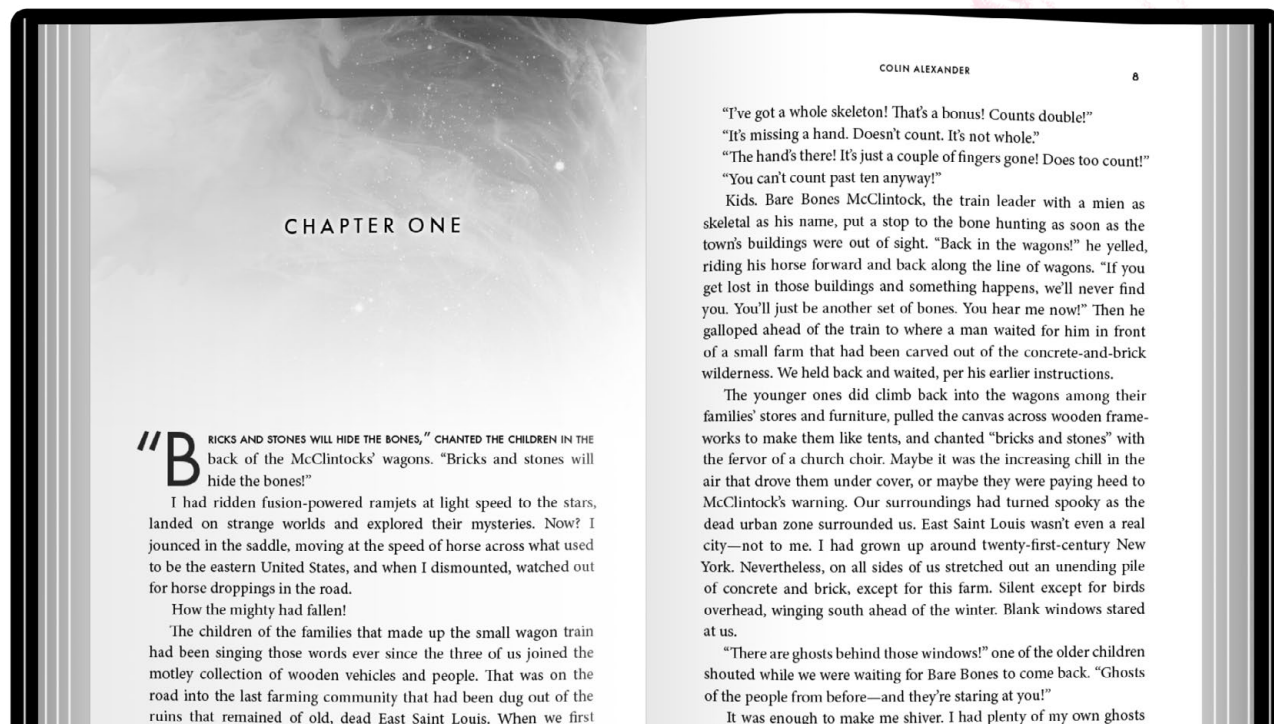 CHAPTER ONE
“BRICKS AND STONES WILL HIDE THE BONES,” CHANTED THE CHILDREN IN THE
back of the McClintocks’ wagons. “Bricks and stones will
hide the bones!”
I had ridden fusion-powered ramjets at light speed to the stars,
landed on strange worlds and explored their mysteries. Now? I
jounced in the saddle, moving at the speed of horse across what used
to be the eastern United States, and when I dismounted, watched out
for horse droppings in the road.
How the mighty had fallen!
The children of the families that made up the small wagon train
had been singing those words ever since the three of us joined the
motley collection of wooden vehicles and people. That was on the
road into the last farming community that had been dug out of the
ruins that remained of old, dead East Saint Louis. When we first
COLIN ALEXANDER
8
“I’ve got a whole skeleton! That’s a bonus! Counts double!”
“It’s missing a hand. Doesn’t count. It’s not whole.”
“The hand’s there! It’s just a couple of fingers gone! Does too count!”
“You can’t count past ten anyway!”
Kids. Bare Bones McClintock, the train leader with a mien as
skeletal as his name, put a stop to the bone hunting as soon as the
town’s buildings were out of sight. “Back in the wagons!” he yelled,
riding his horse forward and back along the line of wagons. “If you
get lost in those buildings and something happens, we’ll never find
you. You’ll just be another set of bones. You hear me now!” Then he
galloped ahead of the train to where a man waited for him in front
of a small farm that had been carved out of the concrete-and-brick
wilderness. We held back and waited, per his earlier instructions.
The younger ones did climb back into the wagons among their
families’ stores and furniture, pulled the canvas across wooden frame-
works to make them like tents, and chanted “bricks and stones” with
the fervor of a church choir. Maybe it was the increasing chill in the
air that drove them under cover, or maybe they were paying heed to
McClintock’s warning. Our surroundings had turned spooky as the
dead urban zone surrounded us. East Saint Louis wasn’t even a real
city—not to me. I had grown up around twenty-first-century New
York. Nevertheless, on all sides of us stretched out an unending pile
of concrete and brick, except for this farm. Silent except for birds
overhead, winging south ahead of the winter. Blank windows stared
at us.
“There are ghosts behind those windows!” one of the older children
shouted while we were waiting for Bare Bones to come back. “Ghosts
of the people from before—and they’re staring at you!”
It was enough to make me shiver. I had plenty of my own ghosts